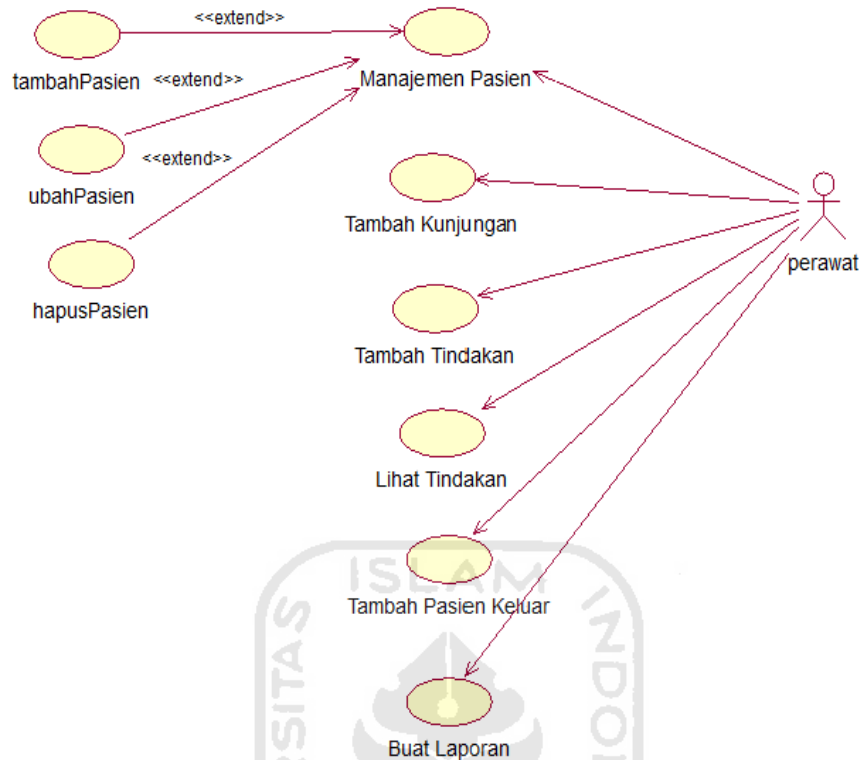 <<extend>>
tambahPasien
<<extend>>
Manajemen Pasien
<<extend>>
ubahPasien
Tambah Kunjungan
perawat
hapusPasien
Tambah Tindakan
Lihat Tindakan
ISLAM
Tambah Pasien Keluar
Buat Laporan